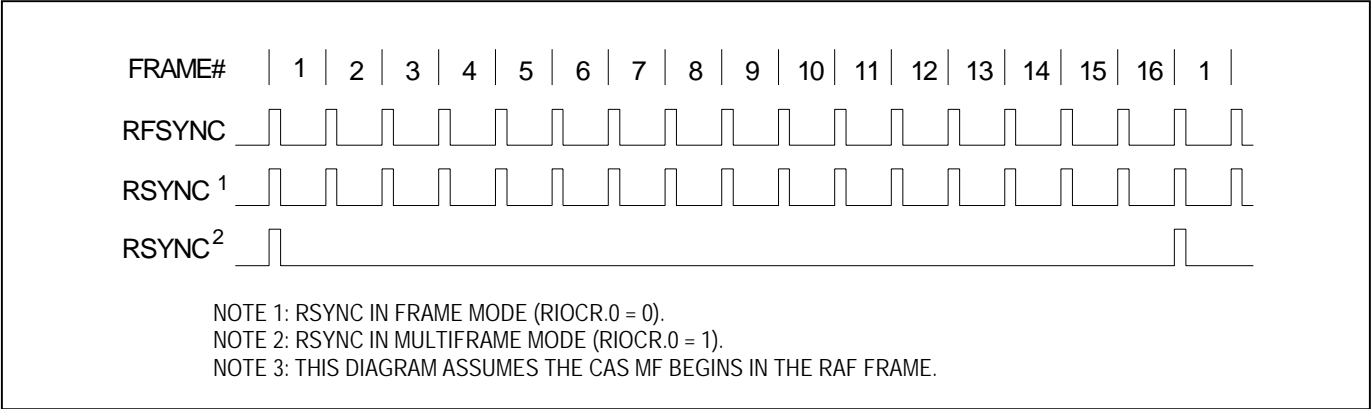 FRAME# 1 2 3 4 5 6 7 8 9 10 11 12 13 14 15 16 1
RFSYNC
RSYNC 1
RSYNC2
NOTE 1: RSYNC IN FRAME MODE (RIOCR.0 = 0).
NOTE 2: RSYNC IN MULTIFRAME MODE (RIOCR.0 = 1).
NOTE 3: THIS DIAGRAM ASSUMES THE CAS MF BEGINS IN THE RAF FRAME.